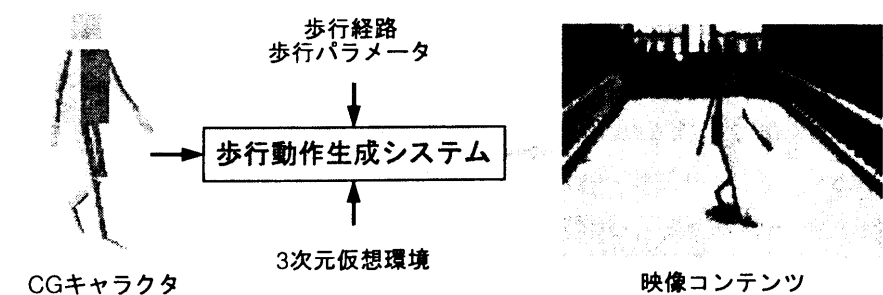 歩行経路
歩行パラメータ
歩行動作生成システム
3次元仮想環境
CGキャラクタ
映像コンテンツ